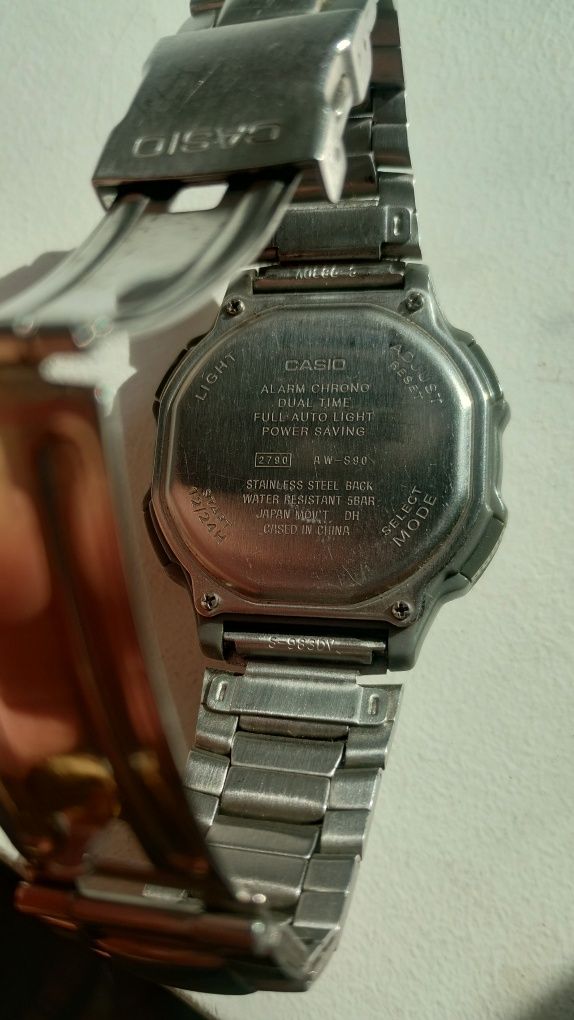 CASIO
LIGHT
ADJUST
RESET
CASIO
ALARM CHRONO
DUAL TIME
FULL AUTO LIGHT
POWER SAVING
2790 AW-S90
STAINLESS STEEL BACK
WATER RESISTANT 5BAR
JAPAN MOV'T DH
CASED IN CHINA
START
12/24H
SELECT
MODE